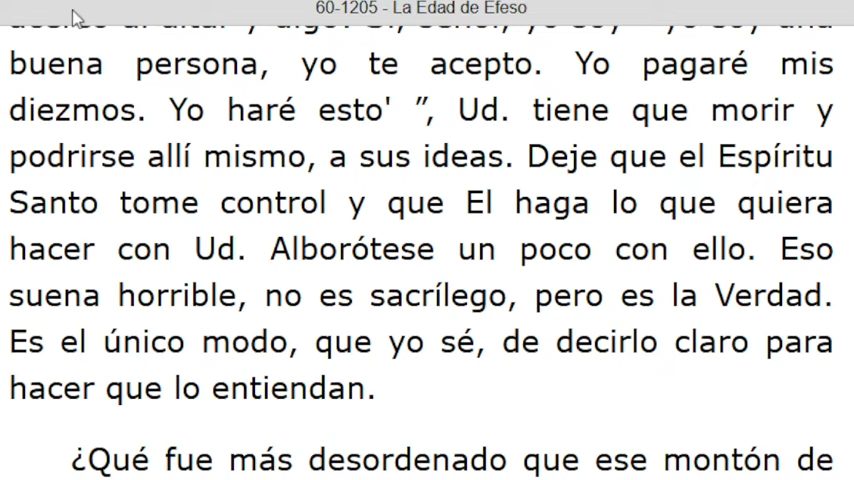 60-1205 - La Edad de Efeso
buena persona, yo te acepto. Yo pagaré mis
diezmos. Yo haré esto' ”, Ud. tiene que morir y
podrirse allí mismo, a sus ideas. Deje que el Espíritu
Santo tome control y que El haga lo que quiera
hacer con Ud. Alborótese un poco con ello. Eso
suena horrible, no es sacrílego, pero es la Verdad.
Es el único modo, que yo sé, de decirlo claro para
hacer que lo entiendan.
¿Qué fue más desordenado que ese montón de